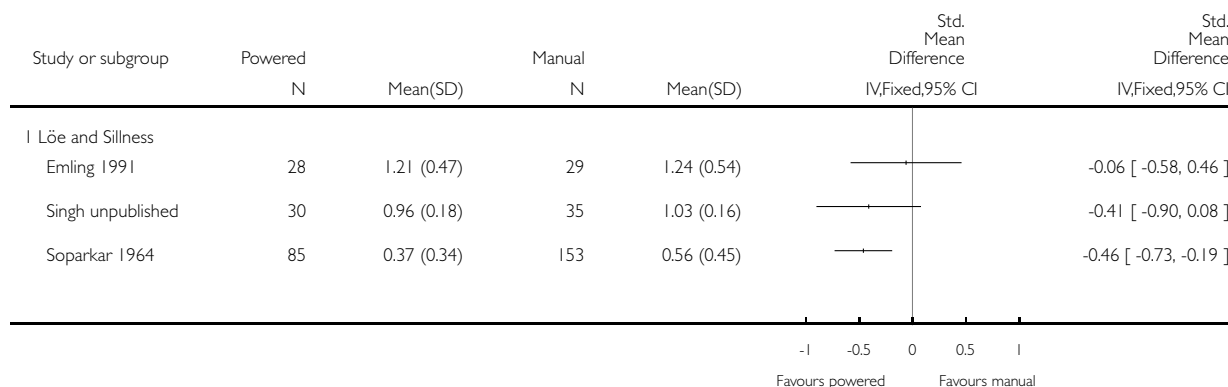 Study or subgroup Powered Manual Std. Mean Difference Std. Mean Difference
N Mean(SD) N Mean(SD) IV,Fixed,95% CI IV,Fixed,95% CI
1 Löe and Sillness
Emling 1991 28 1.21 (0.47) 29 1.24 (0.54) -0.06 [ -0.58, 0.46 ]
Singh unpublished 30 0.96 (0.18) 35 1.03 (0.16) -0.41 [ -0.90, 0.08 ]
Soparkar 1964 85 0.37 (0.34) 153 0.56 (0.45) -0.46 [ -0.73, -0.19 ]
-1 -0.5 0 0.5 1
Favours powered Favours manual